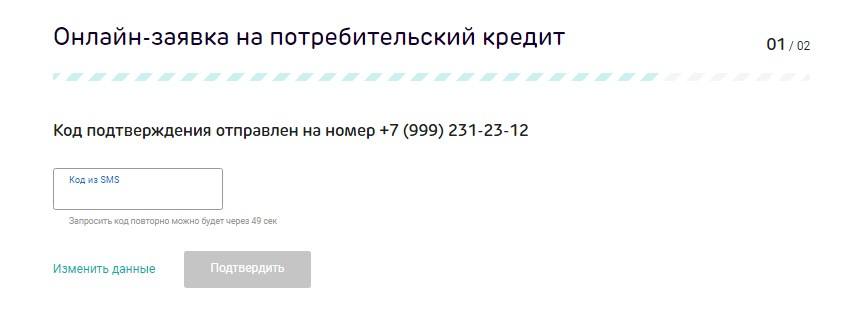 Онлайн-заявка на потребительский кредит
01 / 02
Код подтверждения отправлен на номер +7 (999) 231-23-12
Код из SMS
Запросить код повторно можно будет через 49 сек
Изменить данные
Подтвердить